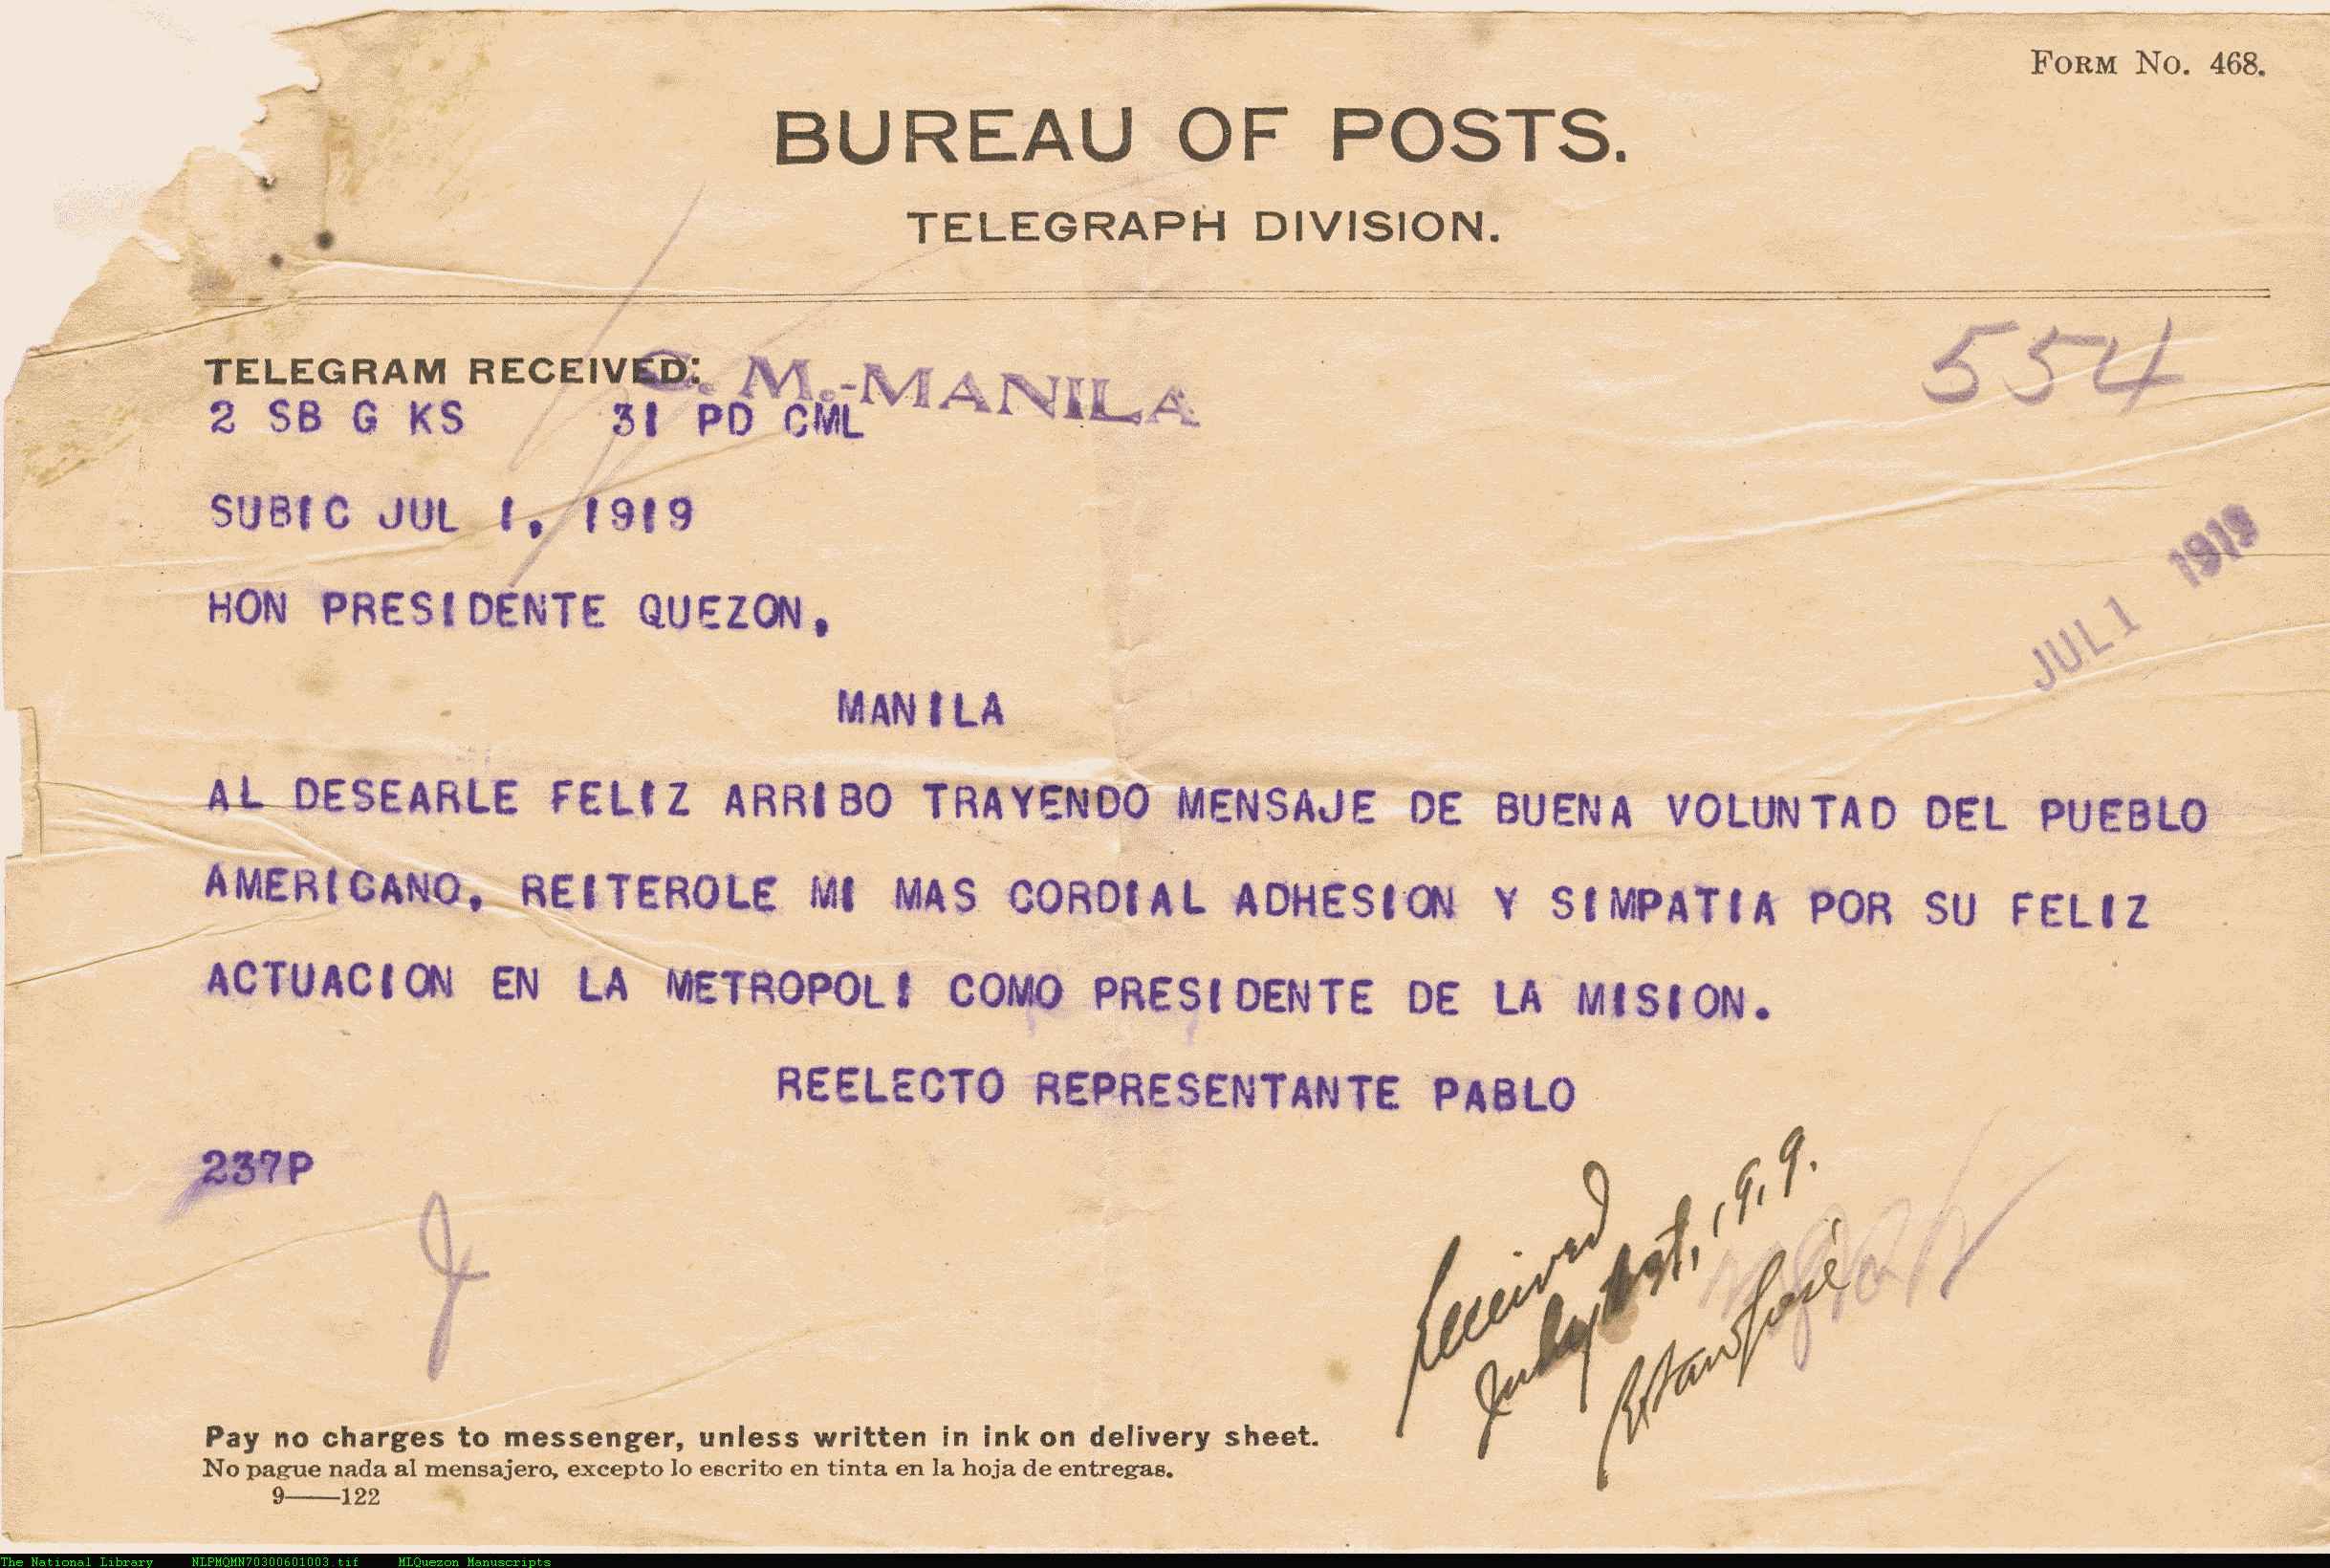 FORM NO. 468.
BUREAU OF POSTS.
TELEGRAPH DIVISION.
TELEGRAM RECEIVED:
C. M.-MANILA
554
2 SB G KS 31 PD CML
SUBIC JUL 1, 1919
JUL 1 1919
HON PRESIDENTE QUEZON,
MANILA
AL DESEARLE FELIZ ARRIBO TRAYENDO MENSAJE DE BUENA VOLUNTAD DEL PUEBLO
AMERICANO, REITEROLE MI MAS CORDIAL ADHESION Y SIMPATIA POR SU FELIZ
ACTUACION EN LA METROPOLI COMO PRESIDENTE DE LA MISION.
REELECTO REPRESENTANTE PABLO
237P
Received
July 1st, 1919.
Pay no charges to messenger, unless written in ink on delivery sheet.
No pague nada al mensajero, excepto lo escrito en tinta en la hoja de entregas.
9——122
The National Library NLPMQMN70300601003.tif MLQuezon Manuscripts